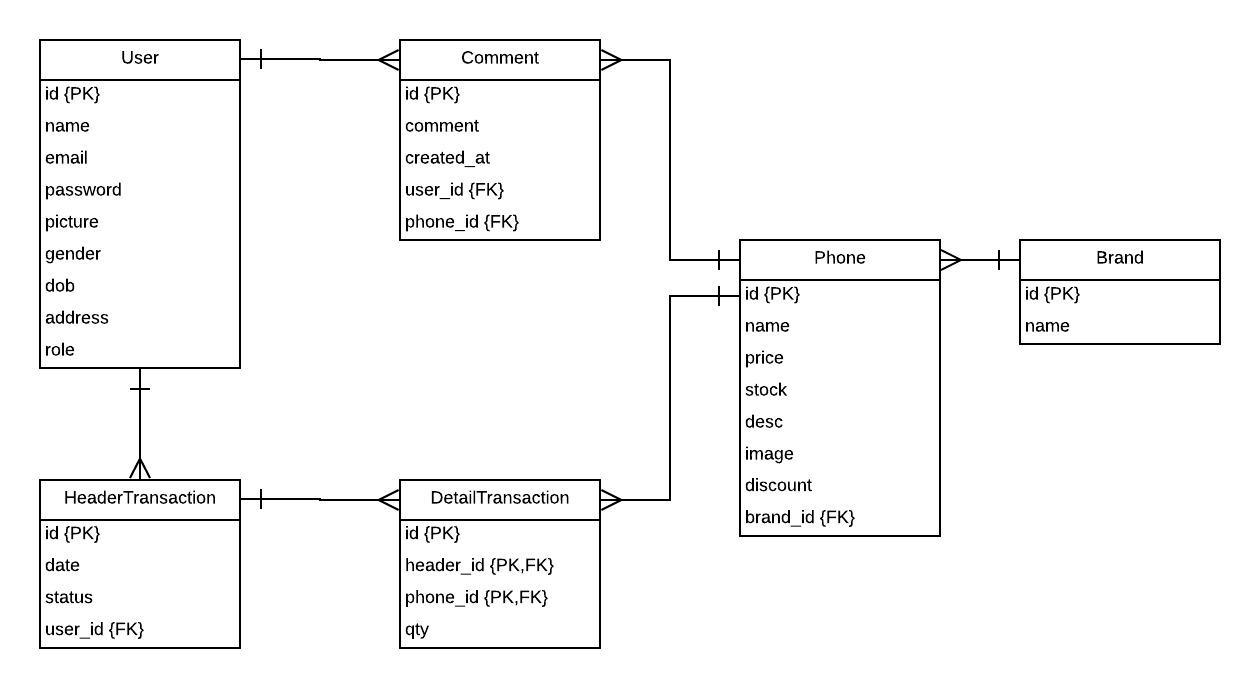 User
id {PK}
name
email
password
picture
gender
dob
address
role
Comment
id {PK}
comment
created_at
user_id {FK}
phone_id {FK}
Phone
id {PK}
name
price
stock
desc
image
discount
brand_id {FK}
Brand
id {PK}
name
HeaderTransaction
id {PK}
date
status
user_id {FK}
DetailTransaction
id {PK}
header_id {PK,FK}
phone_id {PK,FK}
qty